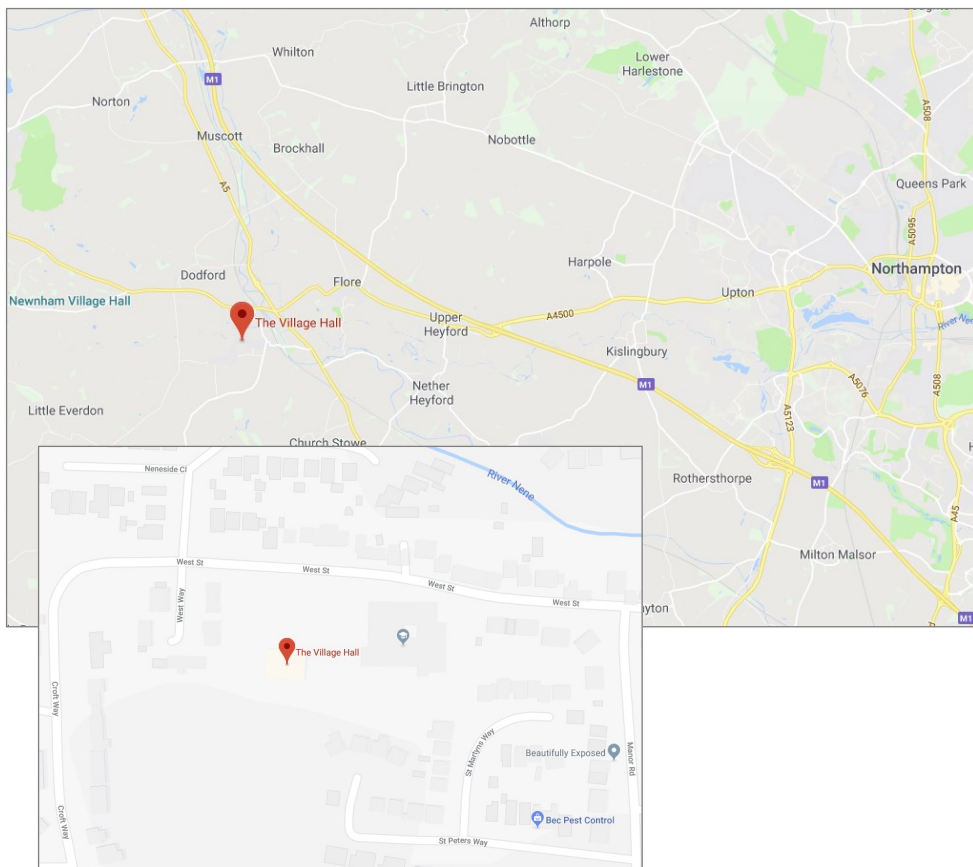 Althorp
Whilton
Lower
Harlestone
M1
Little Brington
Norton
A508
Muscott
Nobottle
Brockhall
A5
Queens Park
A5095
Harpole
Northampton
Dodford
Flore
Newnham Village Hall
Upton
The Village Hall
Upper
Heyford
A4500
River Nene
Kislingbury
M1
A5076
A508
Nether
Heyford
Little Everdon
A5123
Church Stowe
Rothersthorpe
M1
A45
Milton Malsor
yton
M1
Neneside Cl
River Nene
West St
West St
West St
West St
West Way
The Village Hall
Croft Way
St Martyns Way
Beautifully Exposed
Manor Rd
Bec Pest Control
Croft Way
St Peters Way